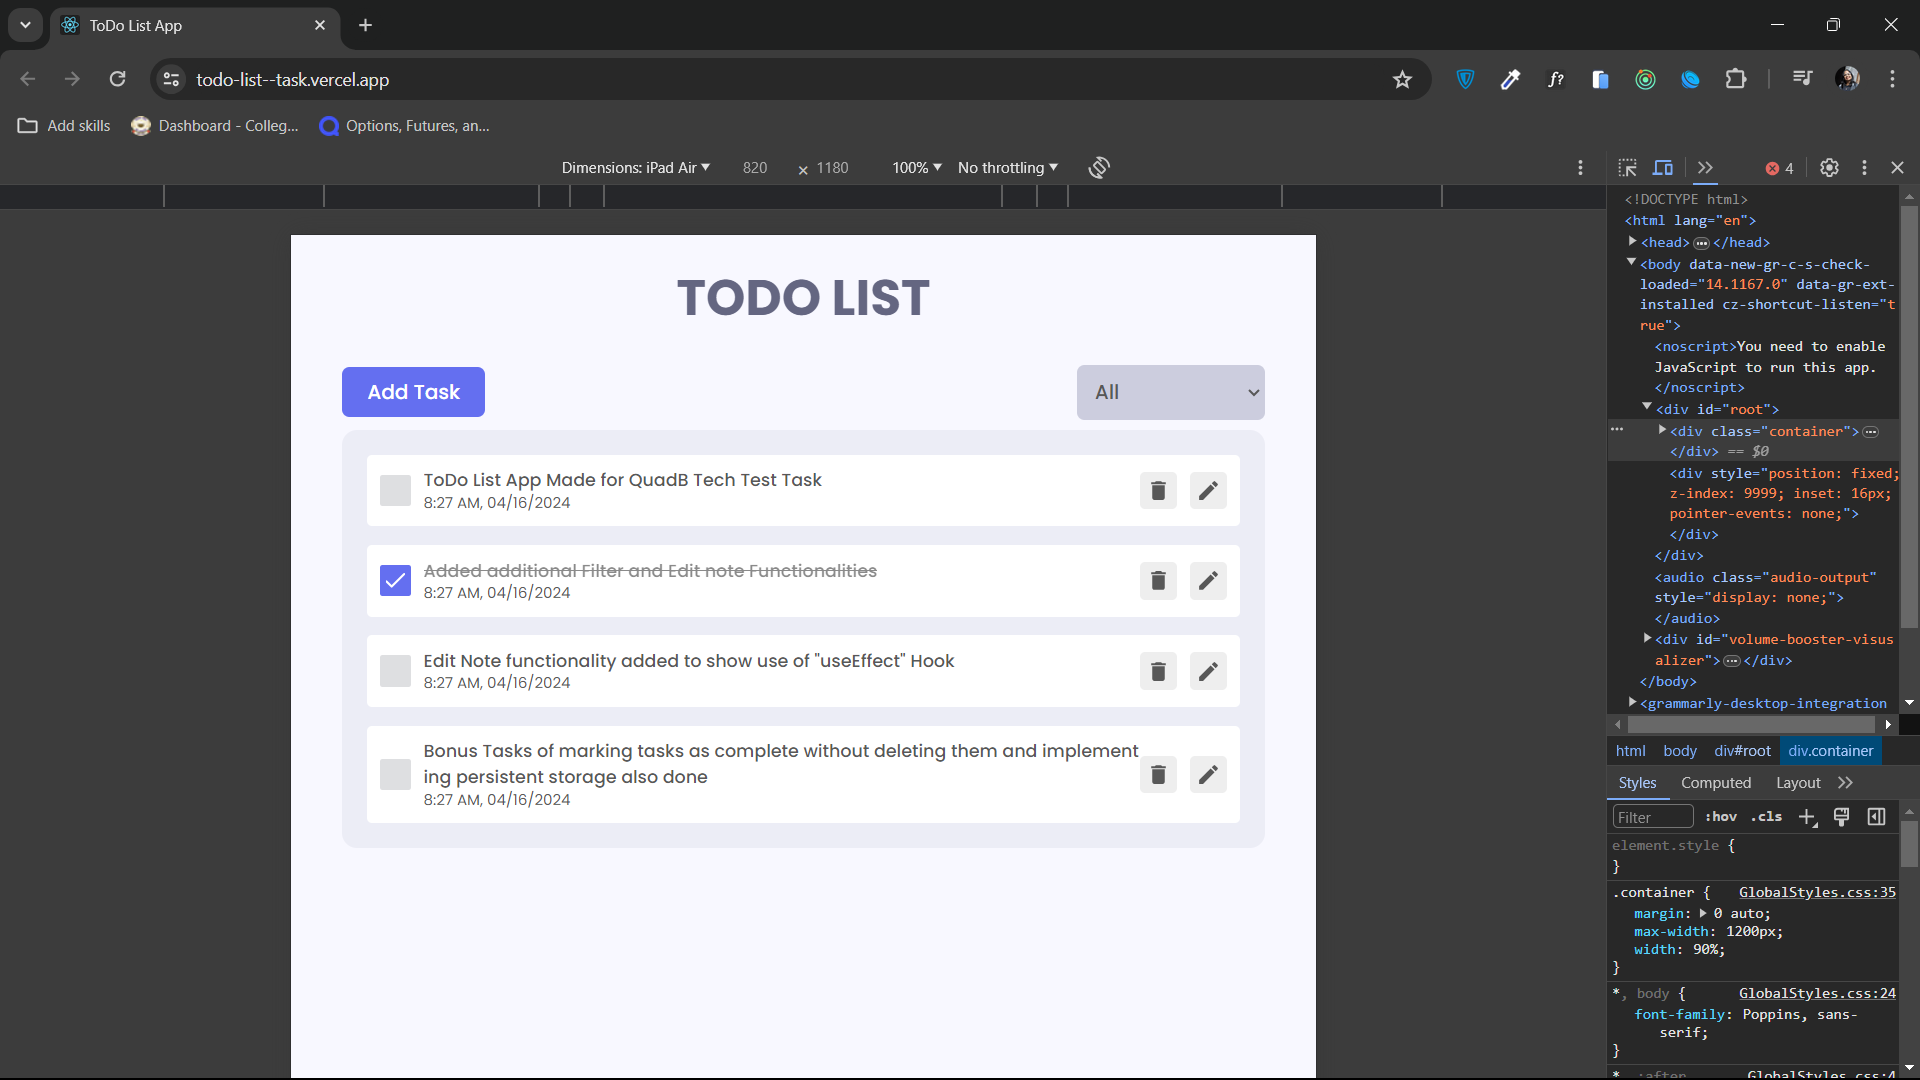 ToDo List App
todo-list--task.vercel.app
f?
Add skills
Dashboard - Colleg...
Options, Futures, an...
Dimensions: iPad Air 820 × 1180 100% No throttling
4
TODO LIST
Add Task
All
ToDo List App Made for QuadB Tech Test Task
8:27 AM, 04/16/2024
Added additional Filter and Edit note Functionalities
8:27 AM, 04/16/2024
Edit Note functionality added to show use of "useEffect" Hook
8:27 AM, 04/16/2024
Bonus Tasks of marking tasks as complete without deleting them and implement
ing persistent storage also done
8:27 AM, 04/16/2024
<!DOCTYPE html>
<html lang="en">
<head>…</head>
<body data-new-gr-c-s-check-
loaded="14.1167.0" data-gr-ext-
installed cz-shortcut-listen="t
rue">
<noscript>You need to enable
JavaScript to run this app.
</noscript>
<div id="root">
<div class="container">…
</div> == $0
<div style="position: fixed;
z-index: 9999; inset: 16px;
pointer-events: none;">
</div>
</div>
<audio class="audio-output"
style="display: none;">
</audio>
<div id="volume-booster-visus
alizer">…</div>
</body>
<grammarly-desktop-integration
html body div#root div.container
Styles Computed Layout
Filter :hov .cls
element.style {
}
.container { GlobalStyles.css:35
margin: 0 auto;
max-width: 1200px;
width: 90%;
}
*, body { GlobalStyles.css:24
font-family: Poppins, sans-
serif;
}
*, :after GlobalStyles.css:4